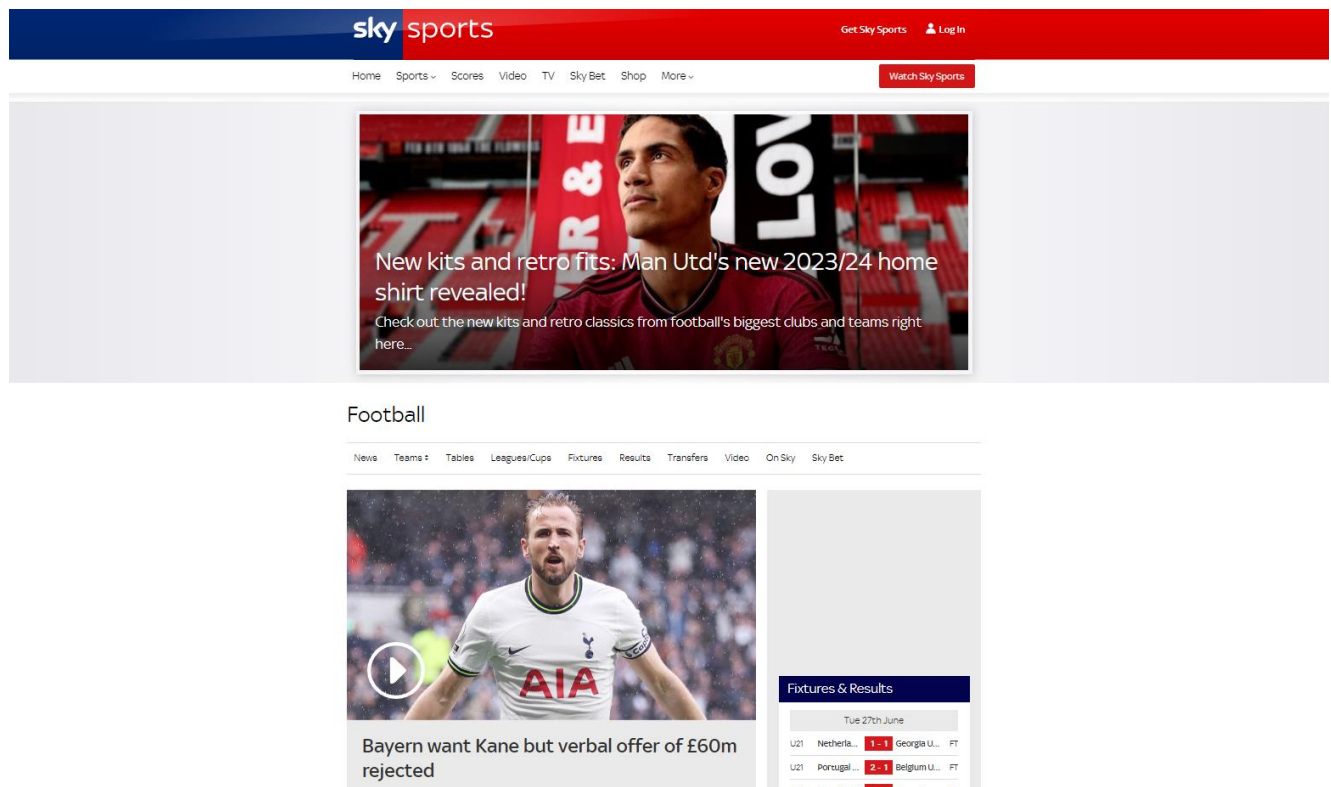 sky sports
Get Sky Sports
Log In
Home Sports Scores Video TV Sky Bet Shop More
Watch Sky Sports
ER &
LOV
New kits and retro fits: Man Utd's new 2023/24 home
shirt revealed!
Check out the new kits and retro classics from football's biggest clubs and teams right
here...
Football
News Teams Tables Leagues/Cups Fixtures Results Transfers Video On Sky Sky Bet
AIA
Bayern want Kane but verbal offer of £60m
rejected
Fixtures & Results
Tue 27th June
U21 Netherla... 1 - 1 Georgia U... FT
U21 Portugal ... 2 - 1 Belgium U... FT